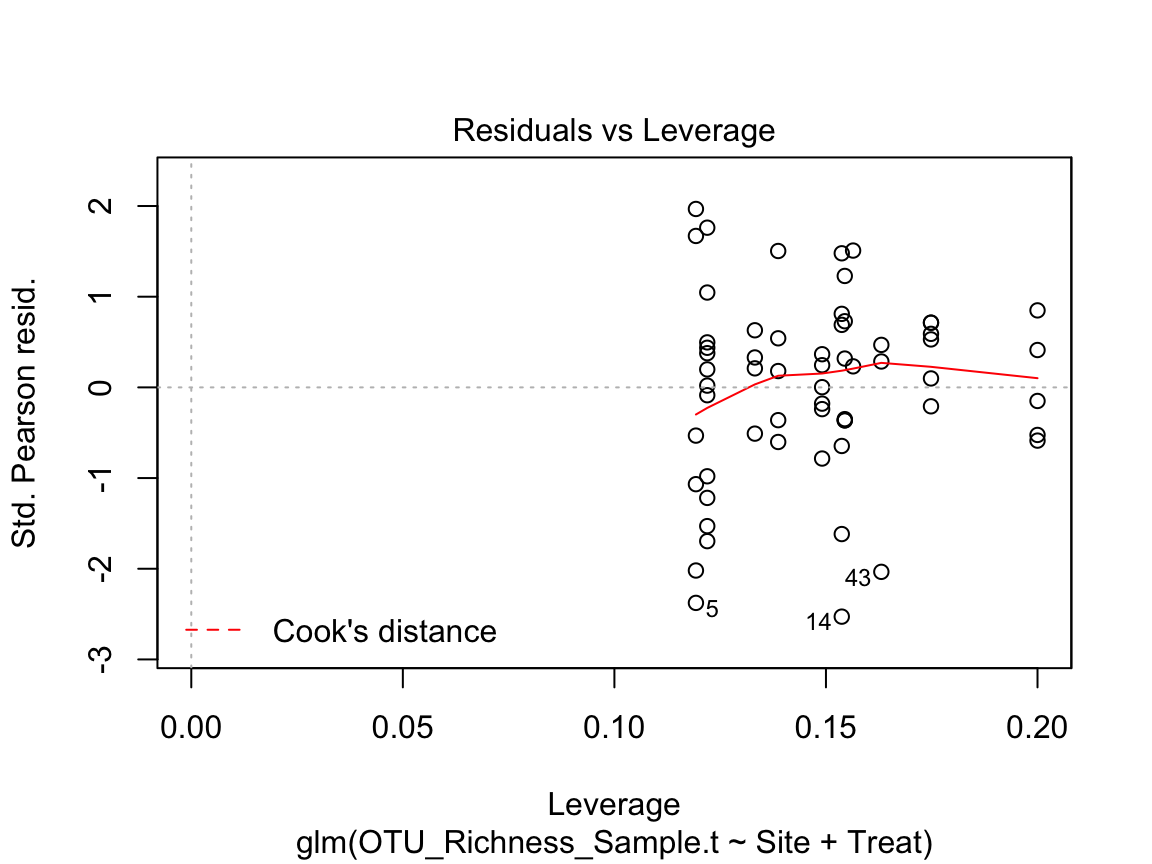 Residuals vs Leverage
Std. Pearson resid.
2
1
0
-1
-2
-3
43
5
14
Cook's distance
0.00 0.05 0.10 0.15 0.20
Leverage
glm(OTU_Richness_Sample.t ~ Site + Treat)